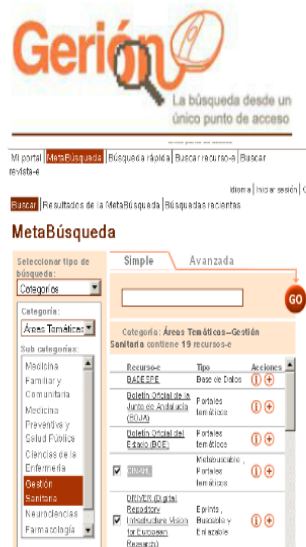 Gerión
La búsqueda desde un
único punto de acceso
Mi portal | MetaBúsqueda | Búsqueda rápida | Buscar recurso-e | Buscar
revista-e
Idioma | Iniciar sesión |
Buscar | Resultados de la MetaBúsqueda | Búsquedas recientes
MetaBúsqueda
Seleccionar tipo de
búsqueda:
Categorías
Categoría:
Áreas Temáticas
Sub categorías:
Medicina
Familiar y
Comunitaria
Medicina
Preventiva y
Salud Pública
Ciencias de la
Enfermería
Gestión
Sanitaria
Neurociencias
Farmacología
Simple Avanzada
GO
Categoría: Áreas Temáticas--Gestión
Sanitaria contiene 19 recursos-e
Recurso-e Tipo Acciones
BADESPE Base de Datos
Boletín Oficial de la
Junta de Andalucía
(BOJA)
Portales
temáticos
Boletín Oficial del
Estado (BOE)
Portales
temáticos
CINAHL
Metabuscable,
Portales
temáticos
DRIVER (Digital
Repository
Infrastructure Vision
for European
Research)
Eprints,
Buscable y
Enlazable